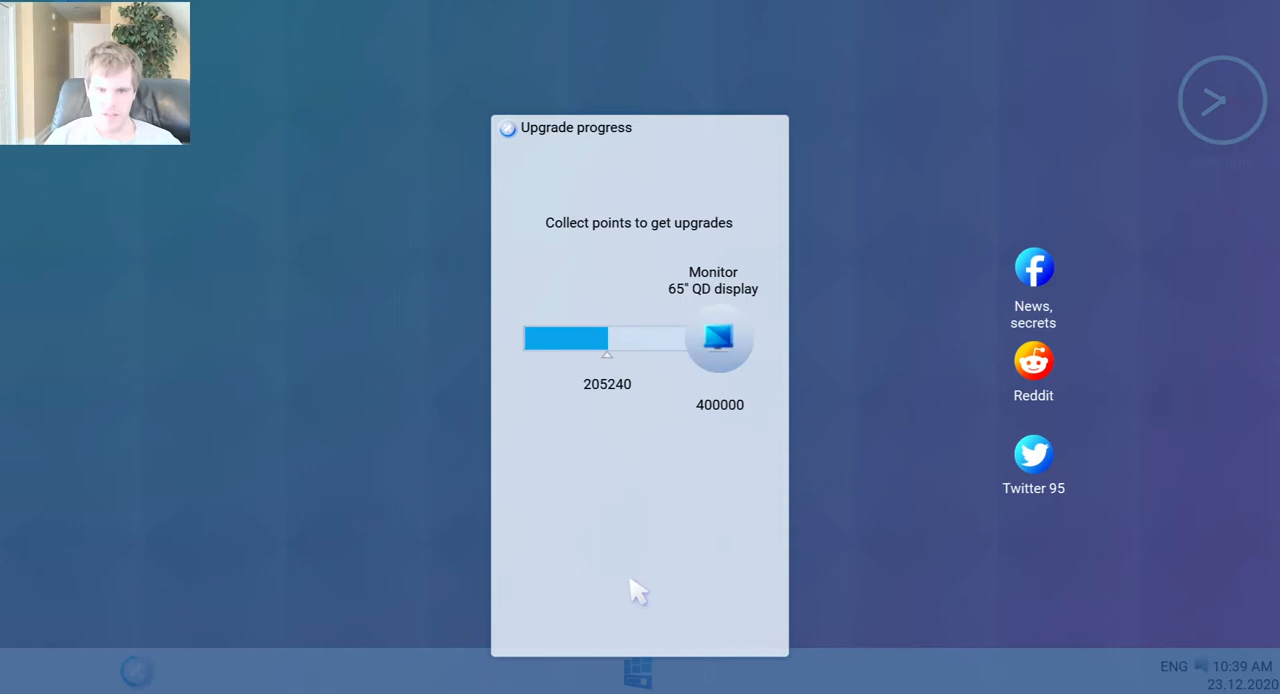 Upgrade progress
Collect points to get upgrades
Monitor
65" QD display
205240
400000
News,
secrets
Reddit
Twitter 95
ENG 10:39 AM
23.12.2020